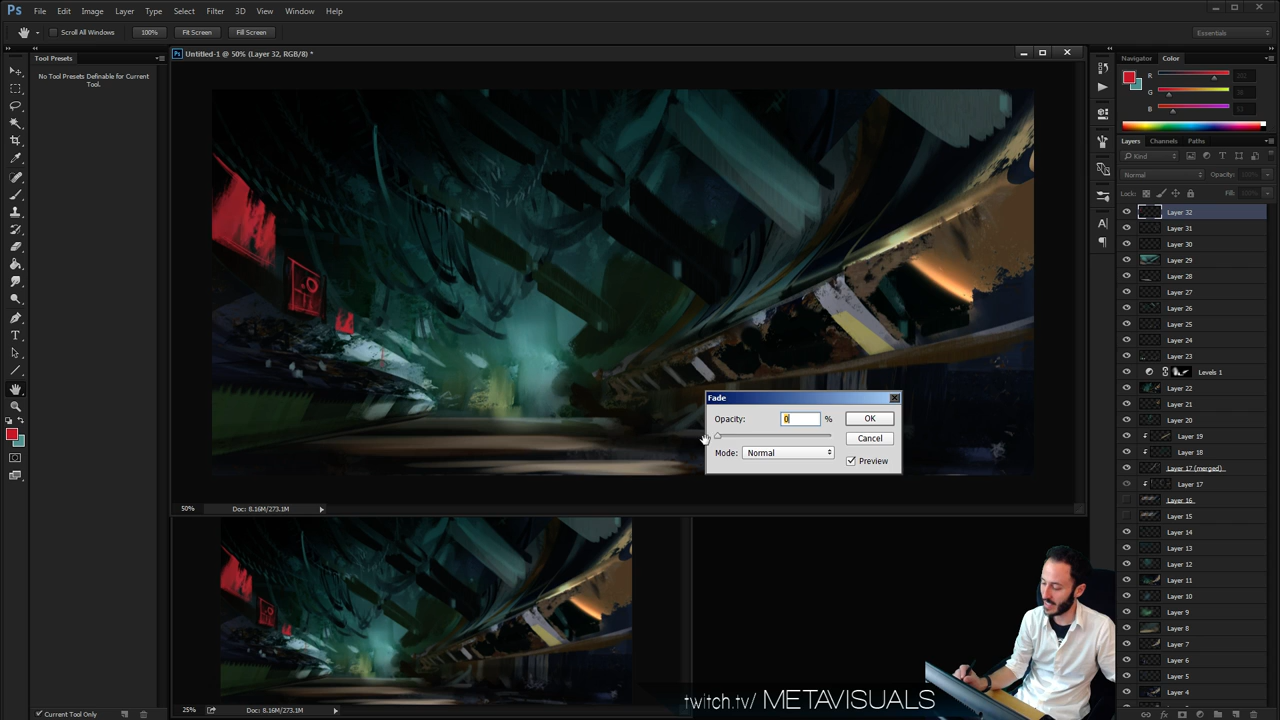 Ps File Edit Image Layer Type Select Filter 3D View Window Help
Scroll All Windows 100% Fit Screen Fill Screen Essentials
Tool Presets
No Tool Presets Definable for Current
Tool.
Untitled-1 @ 50% (Layer 32, RGB/8) *
Navigator Color
R
G
B
Layers Channels Paths
Kind
Normal Opacity: 100%
Lock: Fill: 100%
Layer 32
Layer 31
Layer 30
Layer 29
Layer 28
Layer 27
Layer 26
Layer 25
Layer 24
Layer 23
Levels 1
Layer 22
Layer 21
Layer 20
Layer 19
Layer 18
Layer 17 (merged)
Layer 17
Layer 16
Layer 15
Layer 14
Layer 13
Layer 12
Layer 11
Layer 10
Layer 9
Layer 8
Layer 7
Layer 6
Layer 5
Layer 4
Fade
Opacity: 0 % OK
Cancel
Mode: Normal Preview
50% Doc: 8.16M/273.1M
25% Doc: 8.16M/273.1M
Current Tool Only
twitch.tv/ METAVISUALS